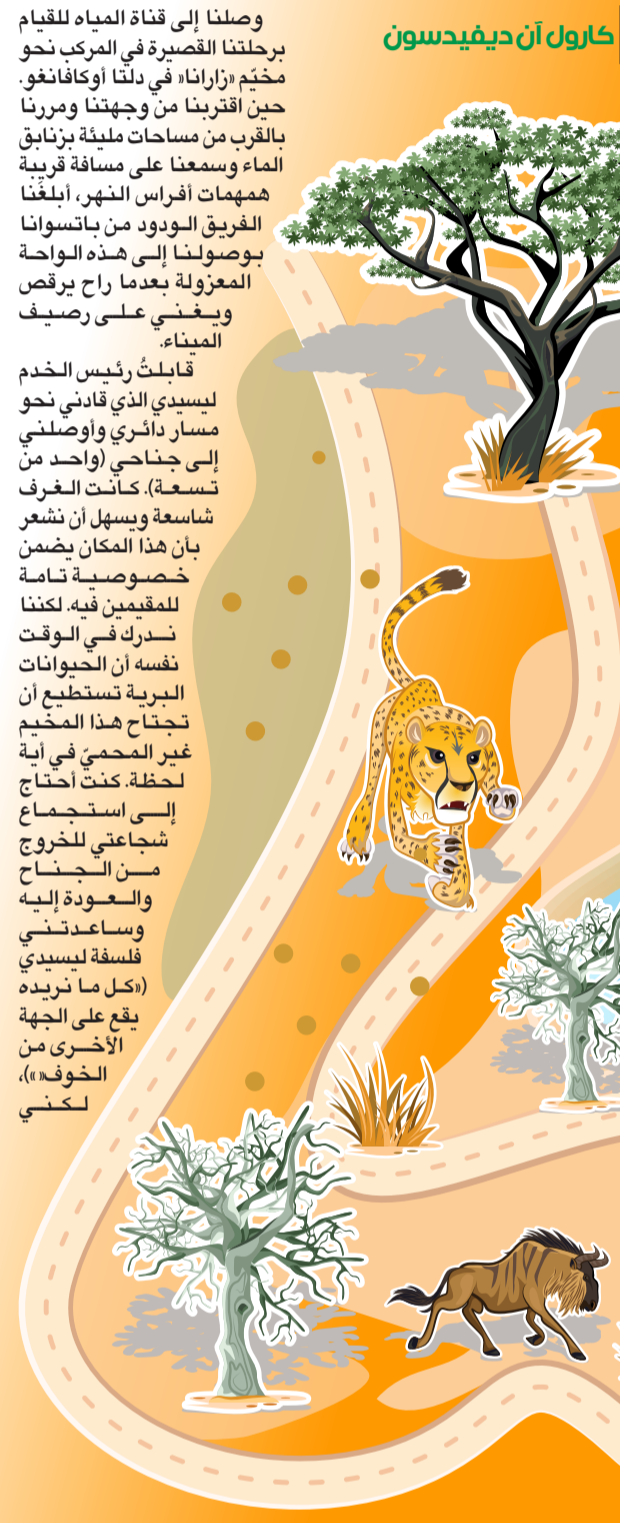 كارول آن ديفيدسون
وصلنا إلى قناة المياه للقيام
برحلتنا القصيرة في المركب نحو
مخيّم «زارانا» في دلتا أوكافانغو.
حين اقتربنا من وجهتنا ومررنا
بالقرب من مساحات مليئة بزنابق
الماء وسمعنا على مسافة قريبة
همهمات أفراس النهر، أبلغَنا
الفريق الودود من باتسوانا
بوصولنا إلى هذه الواحة
المعزولة بعدما راح يرقص
ويغني على رصيف
الميناء.
قابلتُ رئيس الخدم
ليسيدي الذي قادني نحو
مسار دائري وأوصلني
إلى جناحي (واحد من
تسعة). كانت الغرف
شاسعة ويسهل أن نشعر
بأن هذا المكان يضمن
خصوصية تامة
للمقيمين فيه. لكننا
ندرك في الوقت
نفسه أن الحيوانات
البرية تستطيع أن
تجتاح هذا المخيم
غير المحميّ في أية
لحظة. كنت أحتاج
إلى استجماع
شجاعتي للخروج
من الجناح
والعودة إليه
وساعدتني
فلسفة ليسيدي
(«كل ما نريده
يقع على الجهة
الأخرى من
الخوف« »)،
لكني